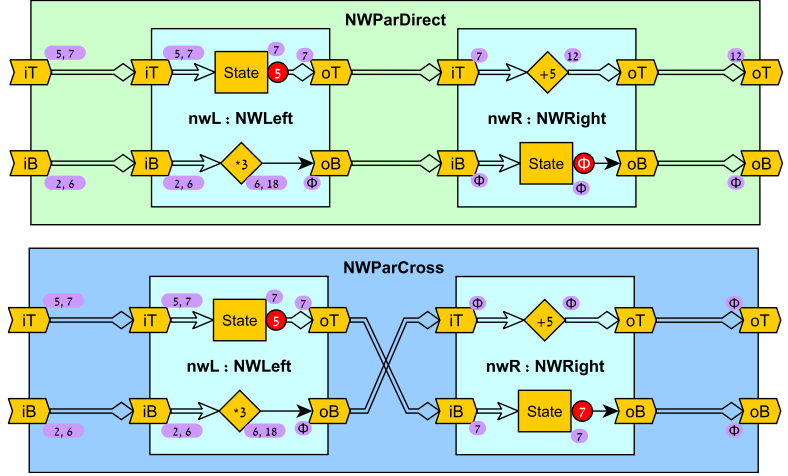 NWParDirect
5, 7 5, 7 7 7 7 12 12
iT iT State 5 oT iT +5 oT oT
nwL : NWLeft nwR : NWRight
iB iB *3 oB iB State Φ oB oB
2, 6 2, 6 6, 18 Φ Φ Φ Φ
NWParCross
5, 7 5, 7 7 7 Φ Φ Φ
iT iT State 5 oT iT +5 oT oT
nwL : NWLeft nwR : NWRight
iB iB *3 oB iB State 7 oB oB
2, 6 2, 6 6, 18 Φ 7 7 Φ